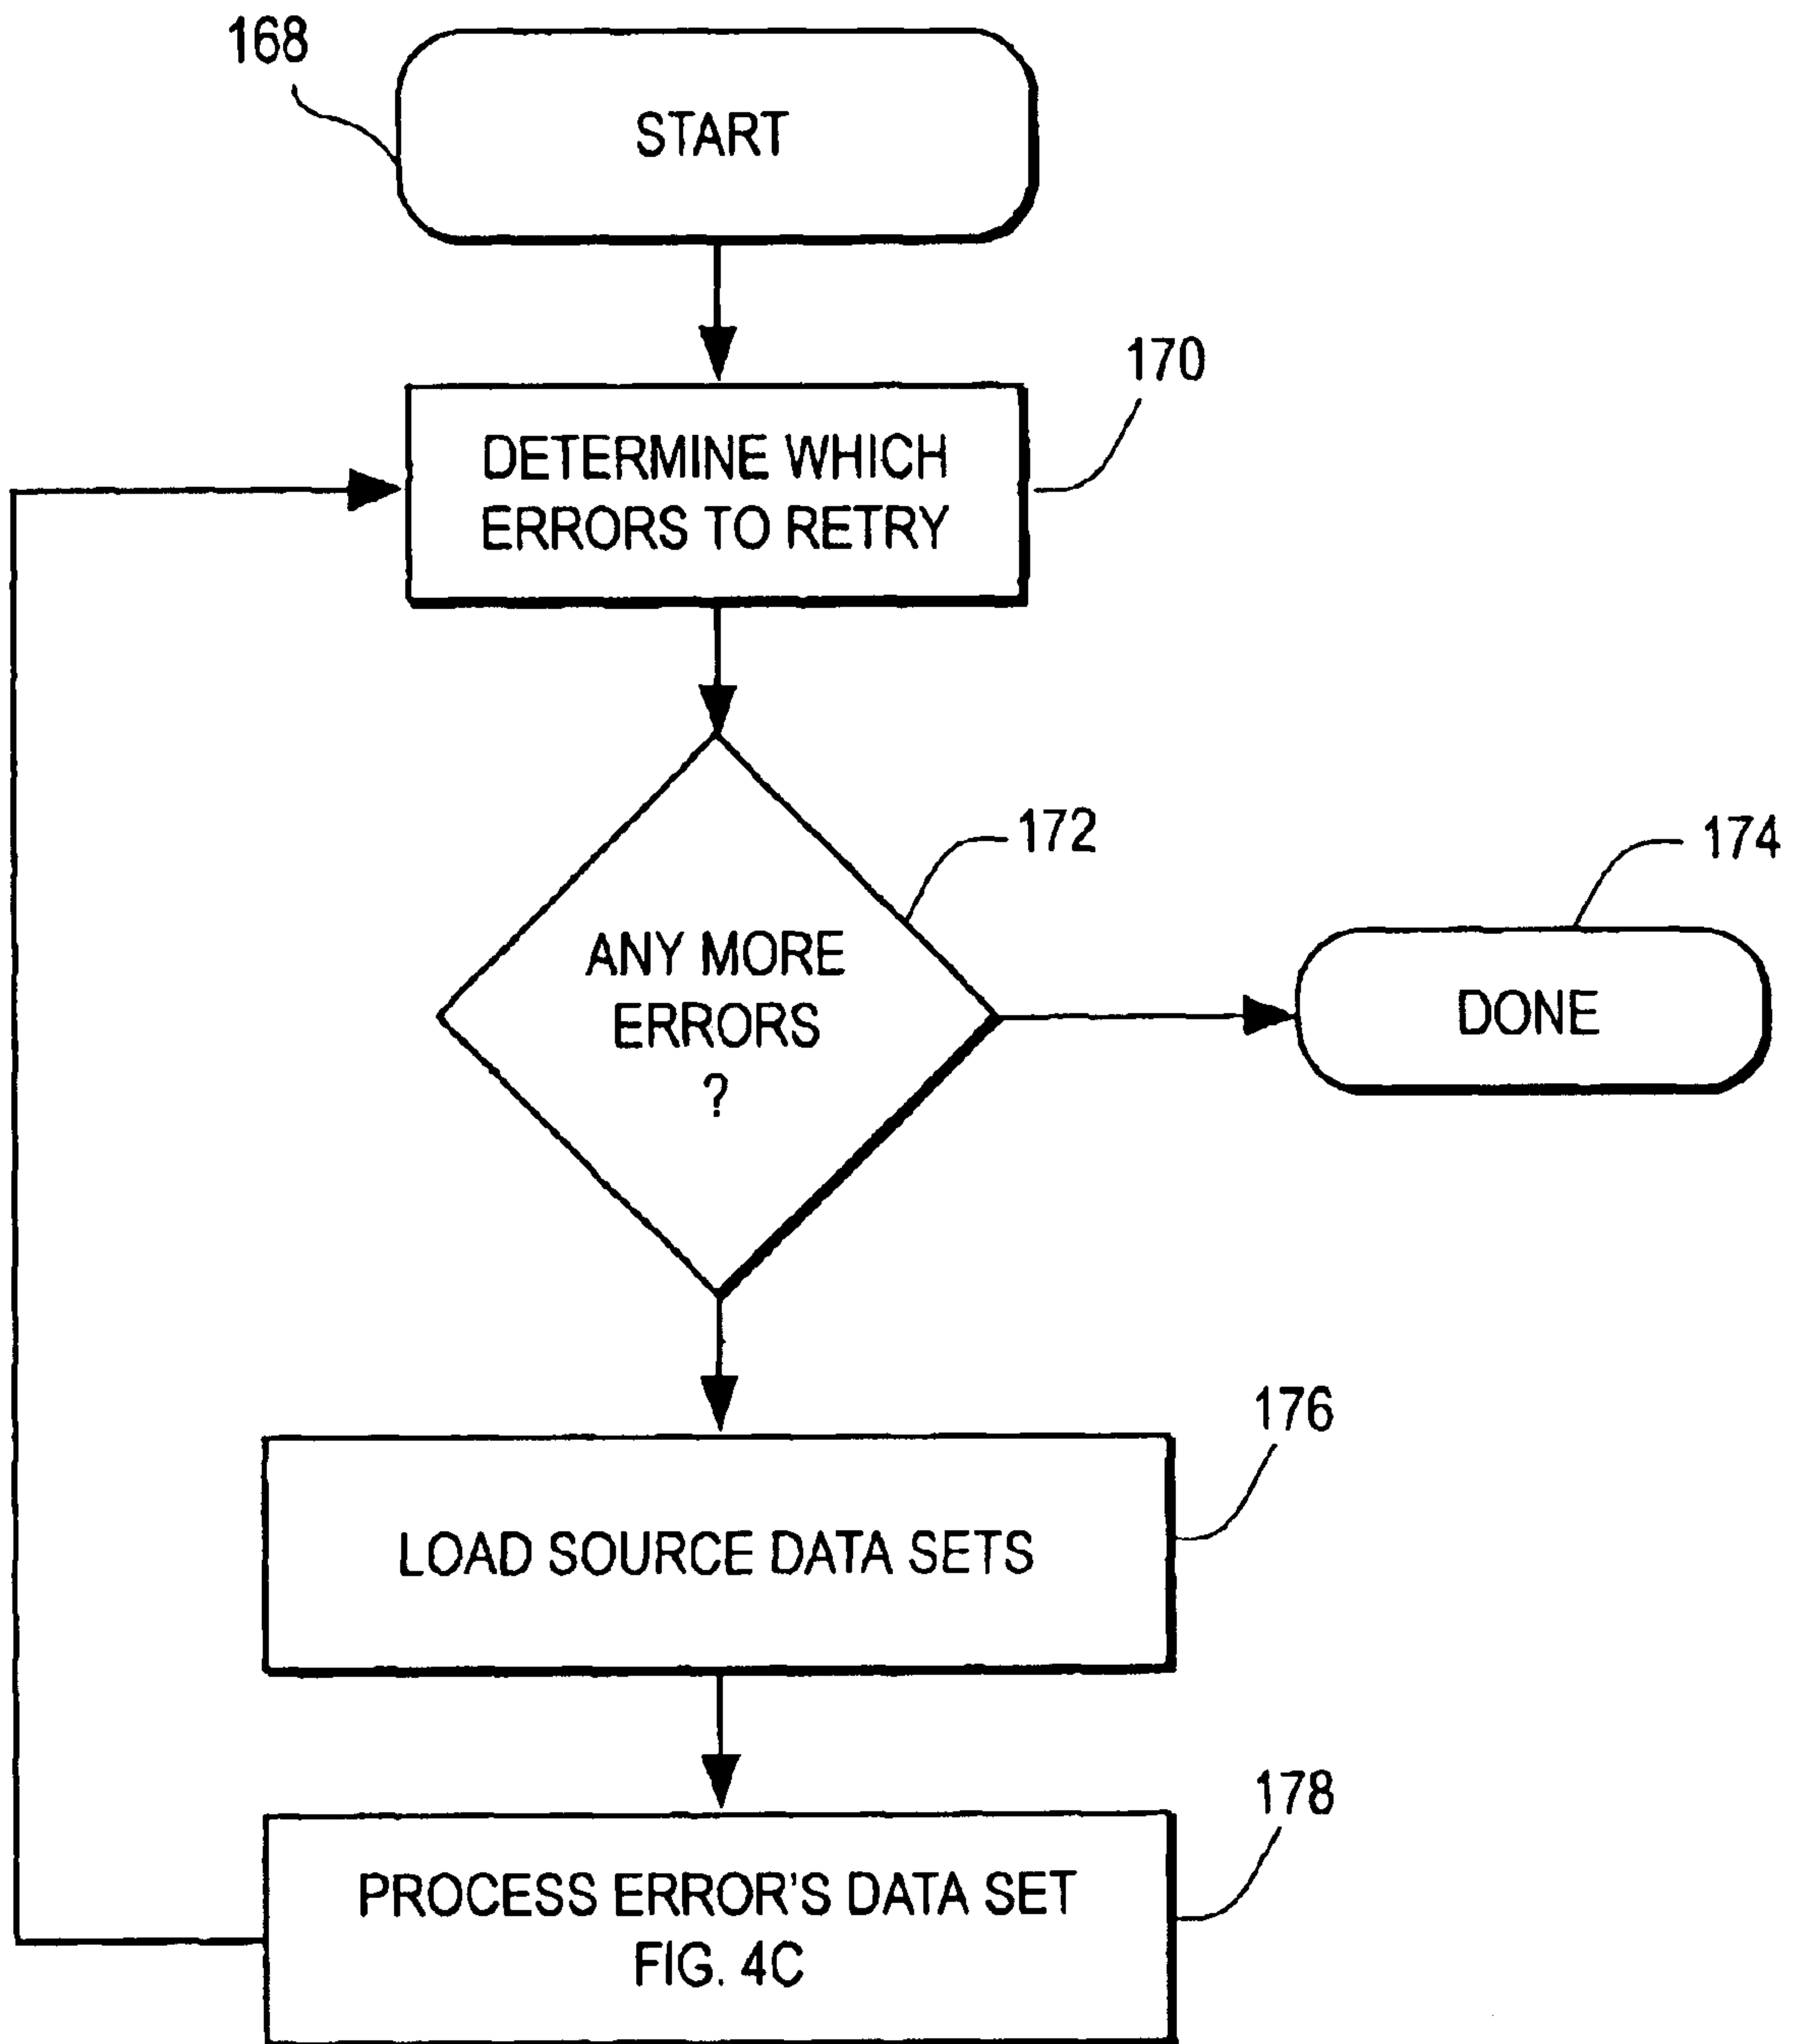 168
START
170
DETERMINE WHICH
ERRORS TO RETRY
172
174
ANY MORE
ERRORS
?
DONE
176
LOAD SOURCE DATA SETS
178
PROCESS ERROR'S DATA SET
FIG. 4C